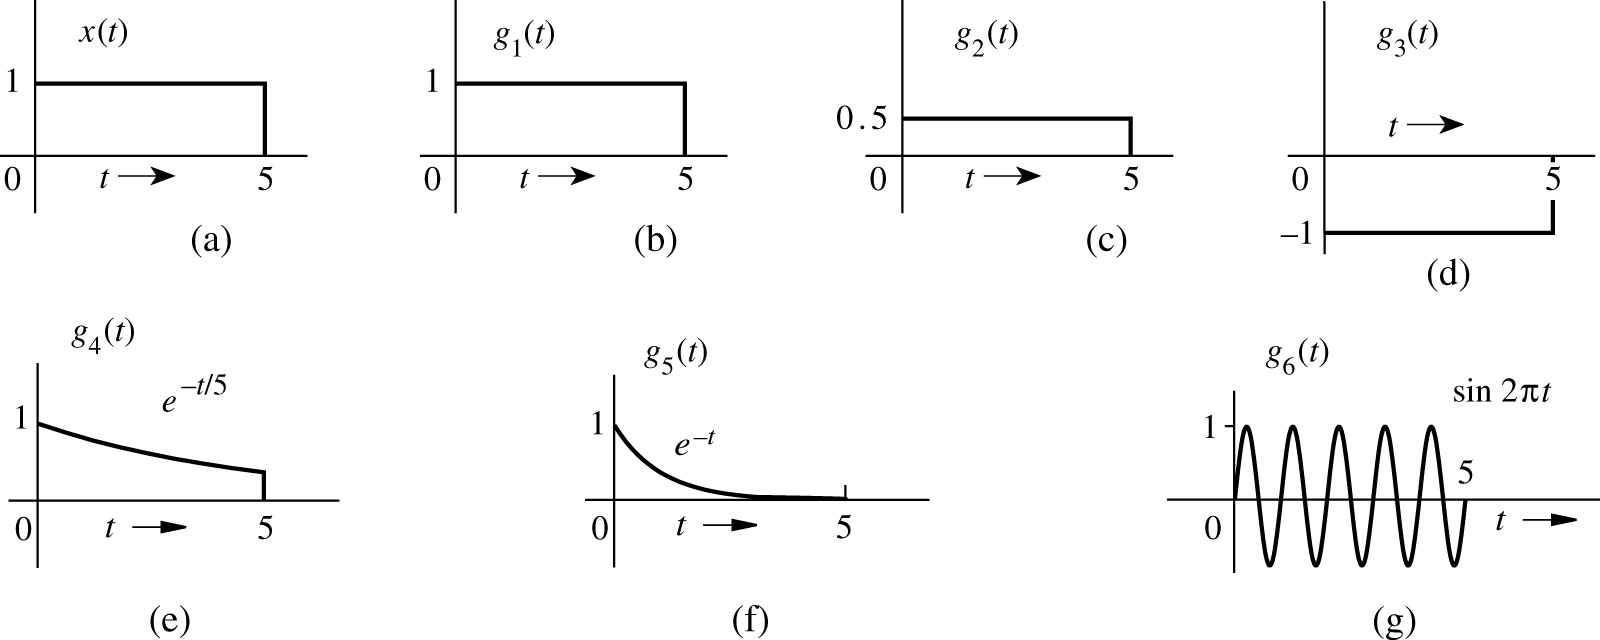 x(t)
1
0
t
5
(a)
g1(t)
1
0
t
5
(b)
g2(t)
0.5
0
t
5
(c)
g3(t)
t
0
5
–1
(d)
g4(t)
e–t/5
1
0
t
5
(e)
g5(t)
1
e–t
0
t
5
(f)
g6(t)
sin 2πt
1
5
0
t
(g)